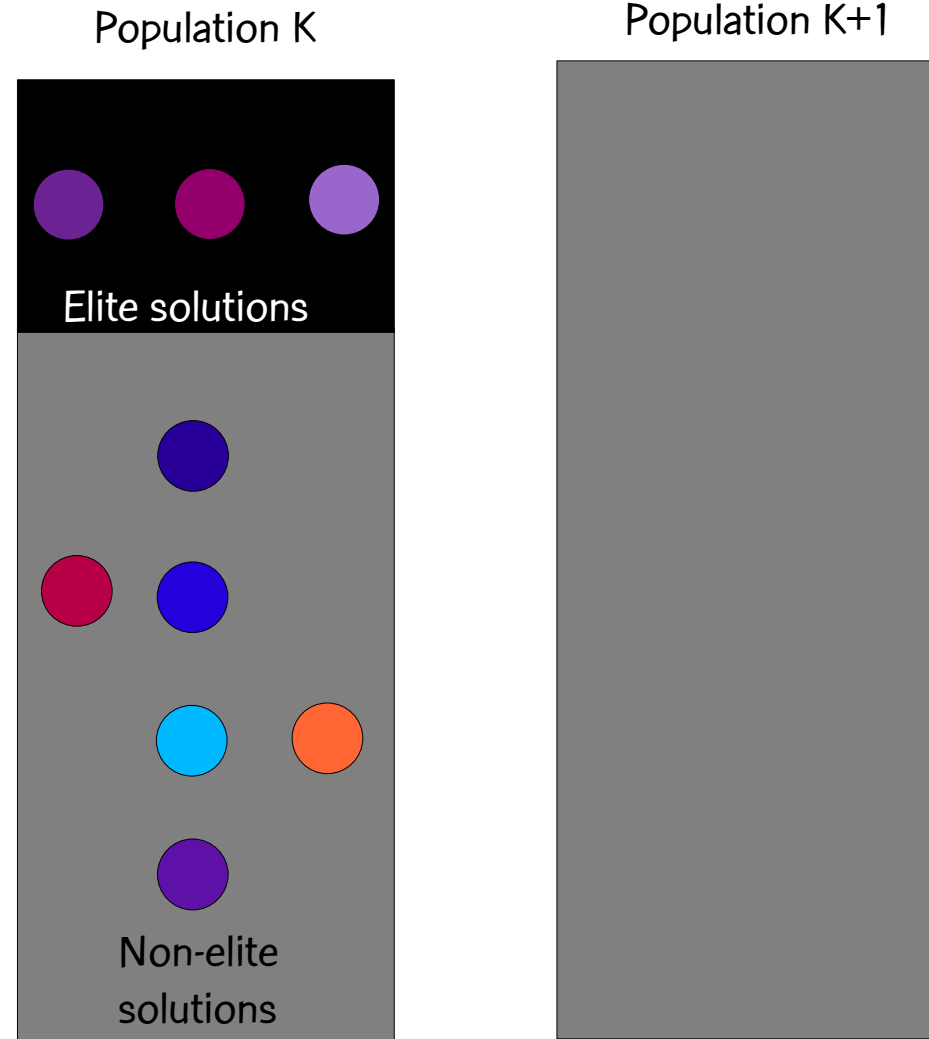 Population K
Population K+1
Elite solutions
Non-elite
solutions